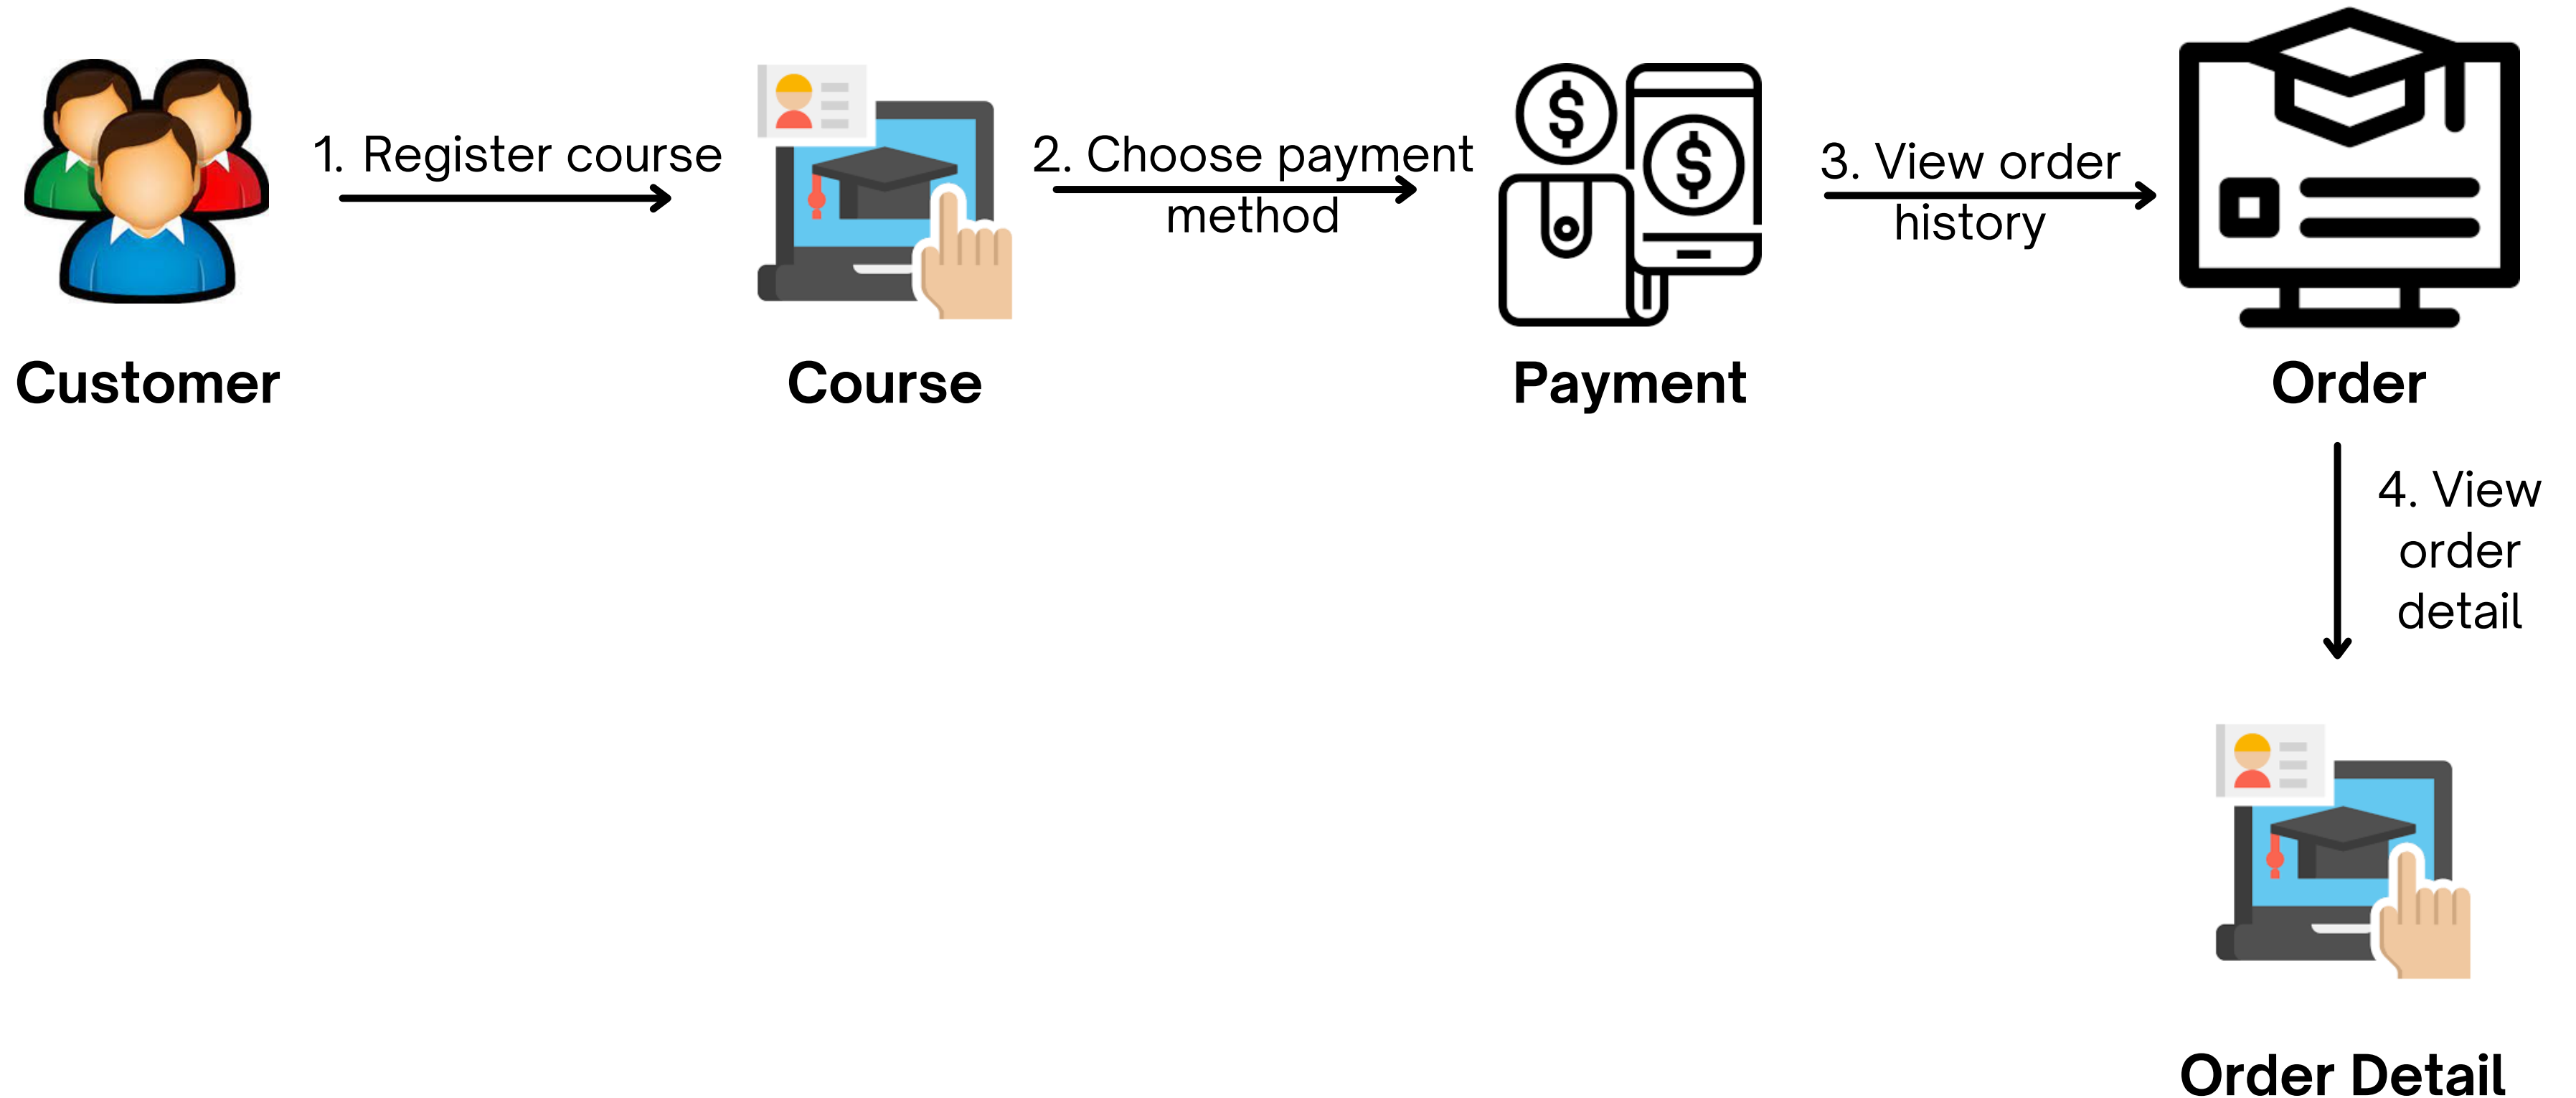 1. Register course
2. Choose payment
method
3. View order
history
$
$
Customer
Course
Payment
Order
4. View
order
detail
Order Detail